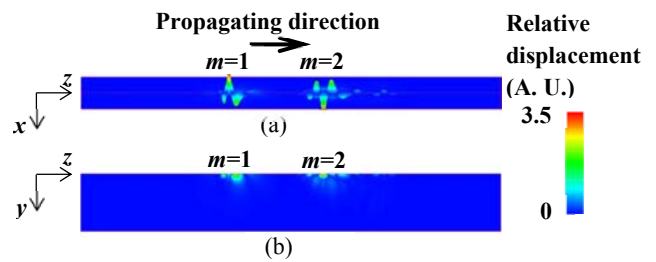 Propagating direction
Relative
displacement
(A. U.)
m=1 m=2
z
x
(a)
3.5
0
m=1 m=2
z
y
(b)